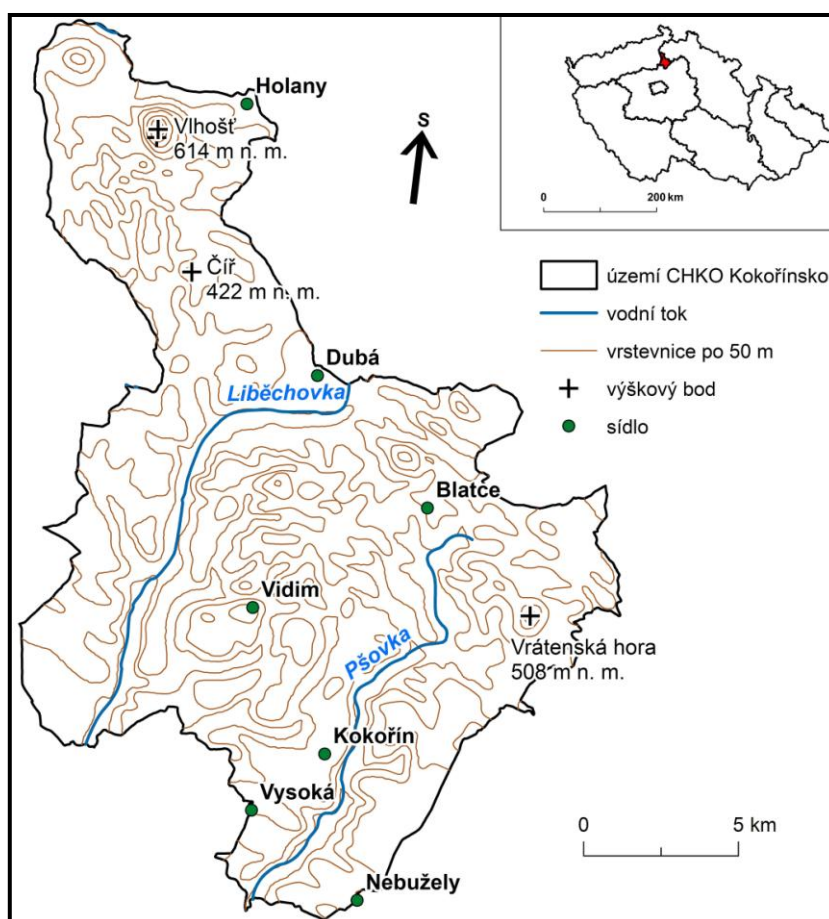 Holany
Vlhošť
614 m n. m.
S
0
200 km
Číř
422 m n. m.
území CHKO Kokořínsko
vodní tok
vrstevnice po 50 m
výškový bod
sídlo
Dubá
Liběchovka
Blatce
Vidim
Vrátenská hora
508 m n. m.
Pšovka
Kokořín
Vysoká
0
5 km
Nebužely